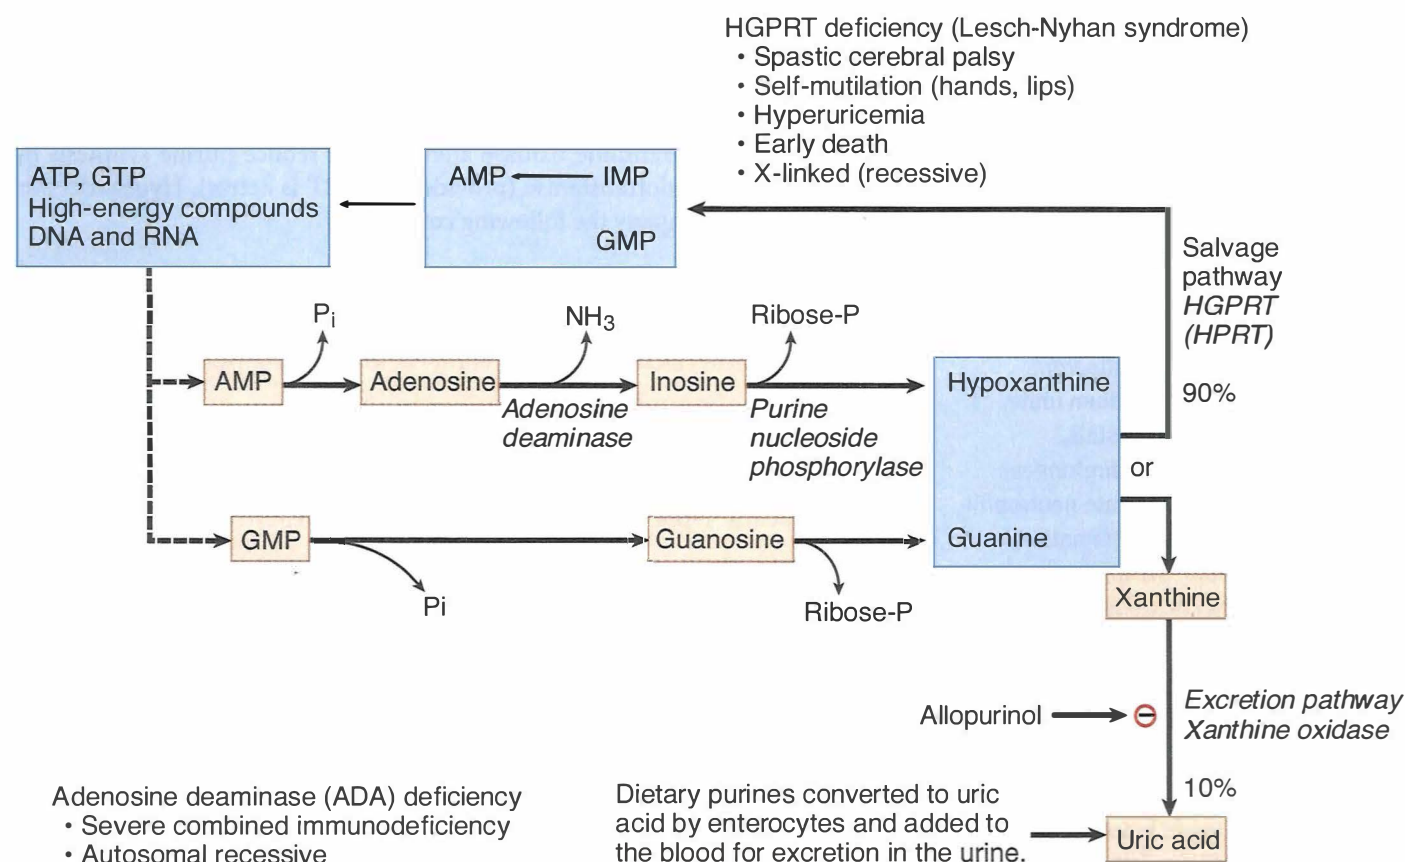 HGPRT deficiency (Lesch-Nyhan syndrome)
• Spastic cerebral palsy
• Self-mutilation (hands, lips)
• Hyperuricemia
• Early death
• X-linked (recessive)
ATP, GTP
High-energy compounds
DNA and RNA
AMP
IMP
GMP
Salvage
pathway
HGPRT
(HPRT)
90%
Pi
NH3
Ribose-P
AMP
Adenosine
Inosine
Hypoxanthine
Adenosine
deaminase
Purine
nucleoside
phosphorylase
or
GMP
Guanosine
Guanine
Pi
Ribose-P
Xanthine
Allopurinol
Excretion pathway
Xanthine oxidase
10%
Adenosine deaminase (ADA) deficiency
• Severe combined immunodeficiency
• Autosomal recessive
Dietary purines converted to uric
acid by enterocytes and added to
the blood for excretion in the urine.
Uric acid